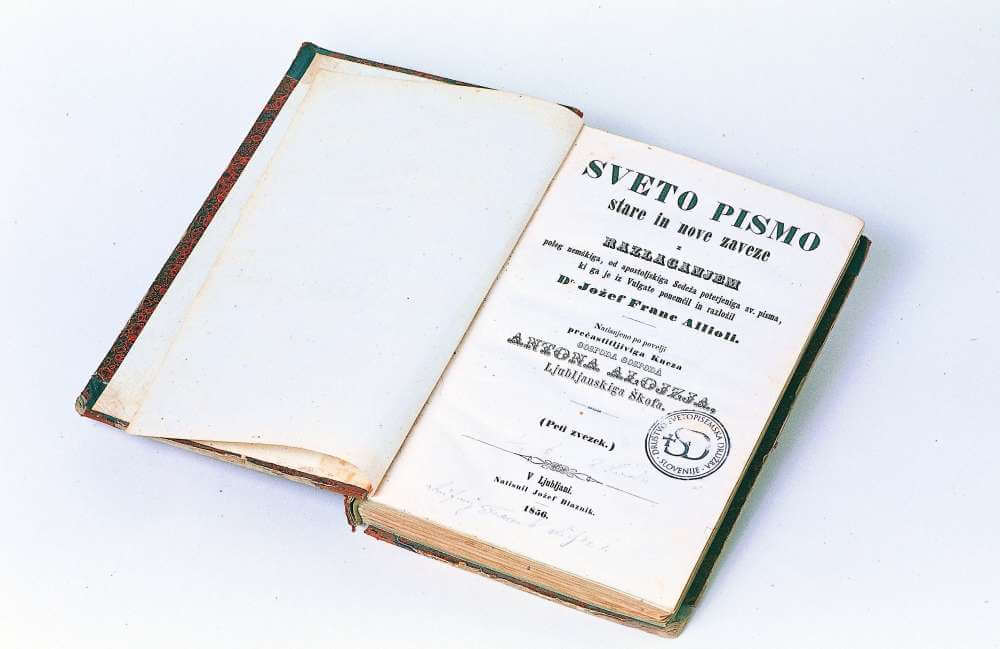 SVETO PISMO
stare in nove zaveze
z
RAZLAGANJEM
poleg nemškiga, od apostoljskiga Sedeža poterjeniga sv. pisma,
ki ga je iz Vulgate ponemčil in razložil
Dr. Jožef Franc Allioli.
Natisnjeno po povelji
prečastitljiviga Kneza
GOSPODA GOSPODA
ANTONA ALOJZIA,
Ljubljanskiga Škofa.
(Peti zvezek.)
DRUŠTVO SVETOPISEMSKA DRUŽBA
SLOVENIJE
V Ljubljani.
Natisnil Jožef Blaznik.
1856.